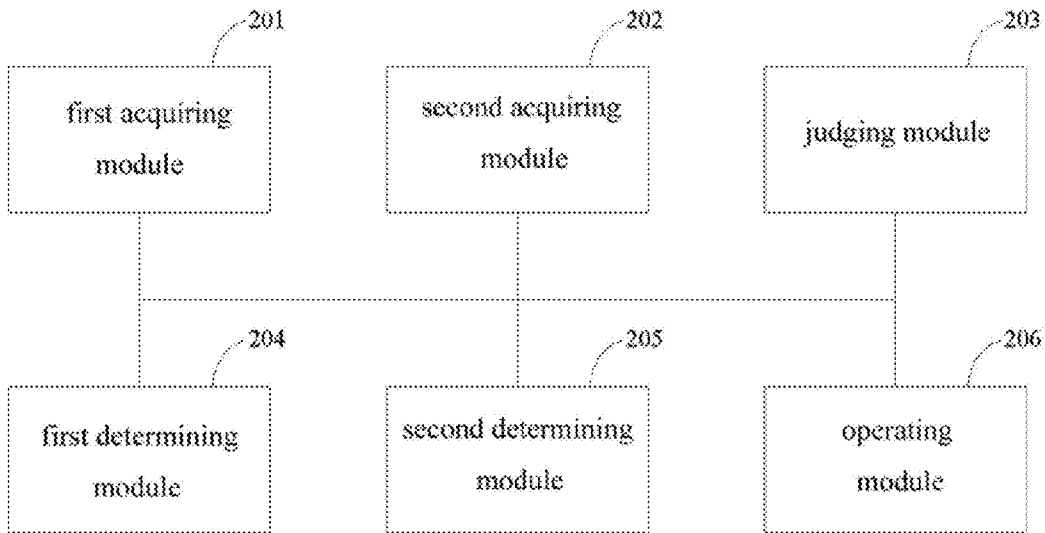 201
202
203
first acquiring
module
second acquiring
module
judging module
204
205
206
first determining
module
second determining
module
operating
module